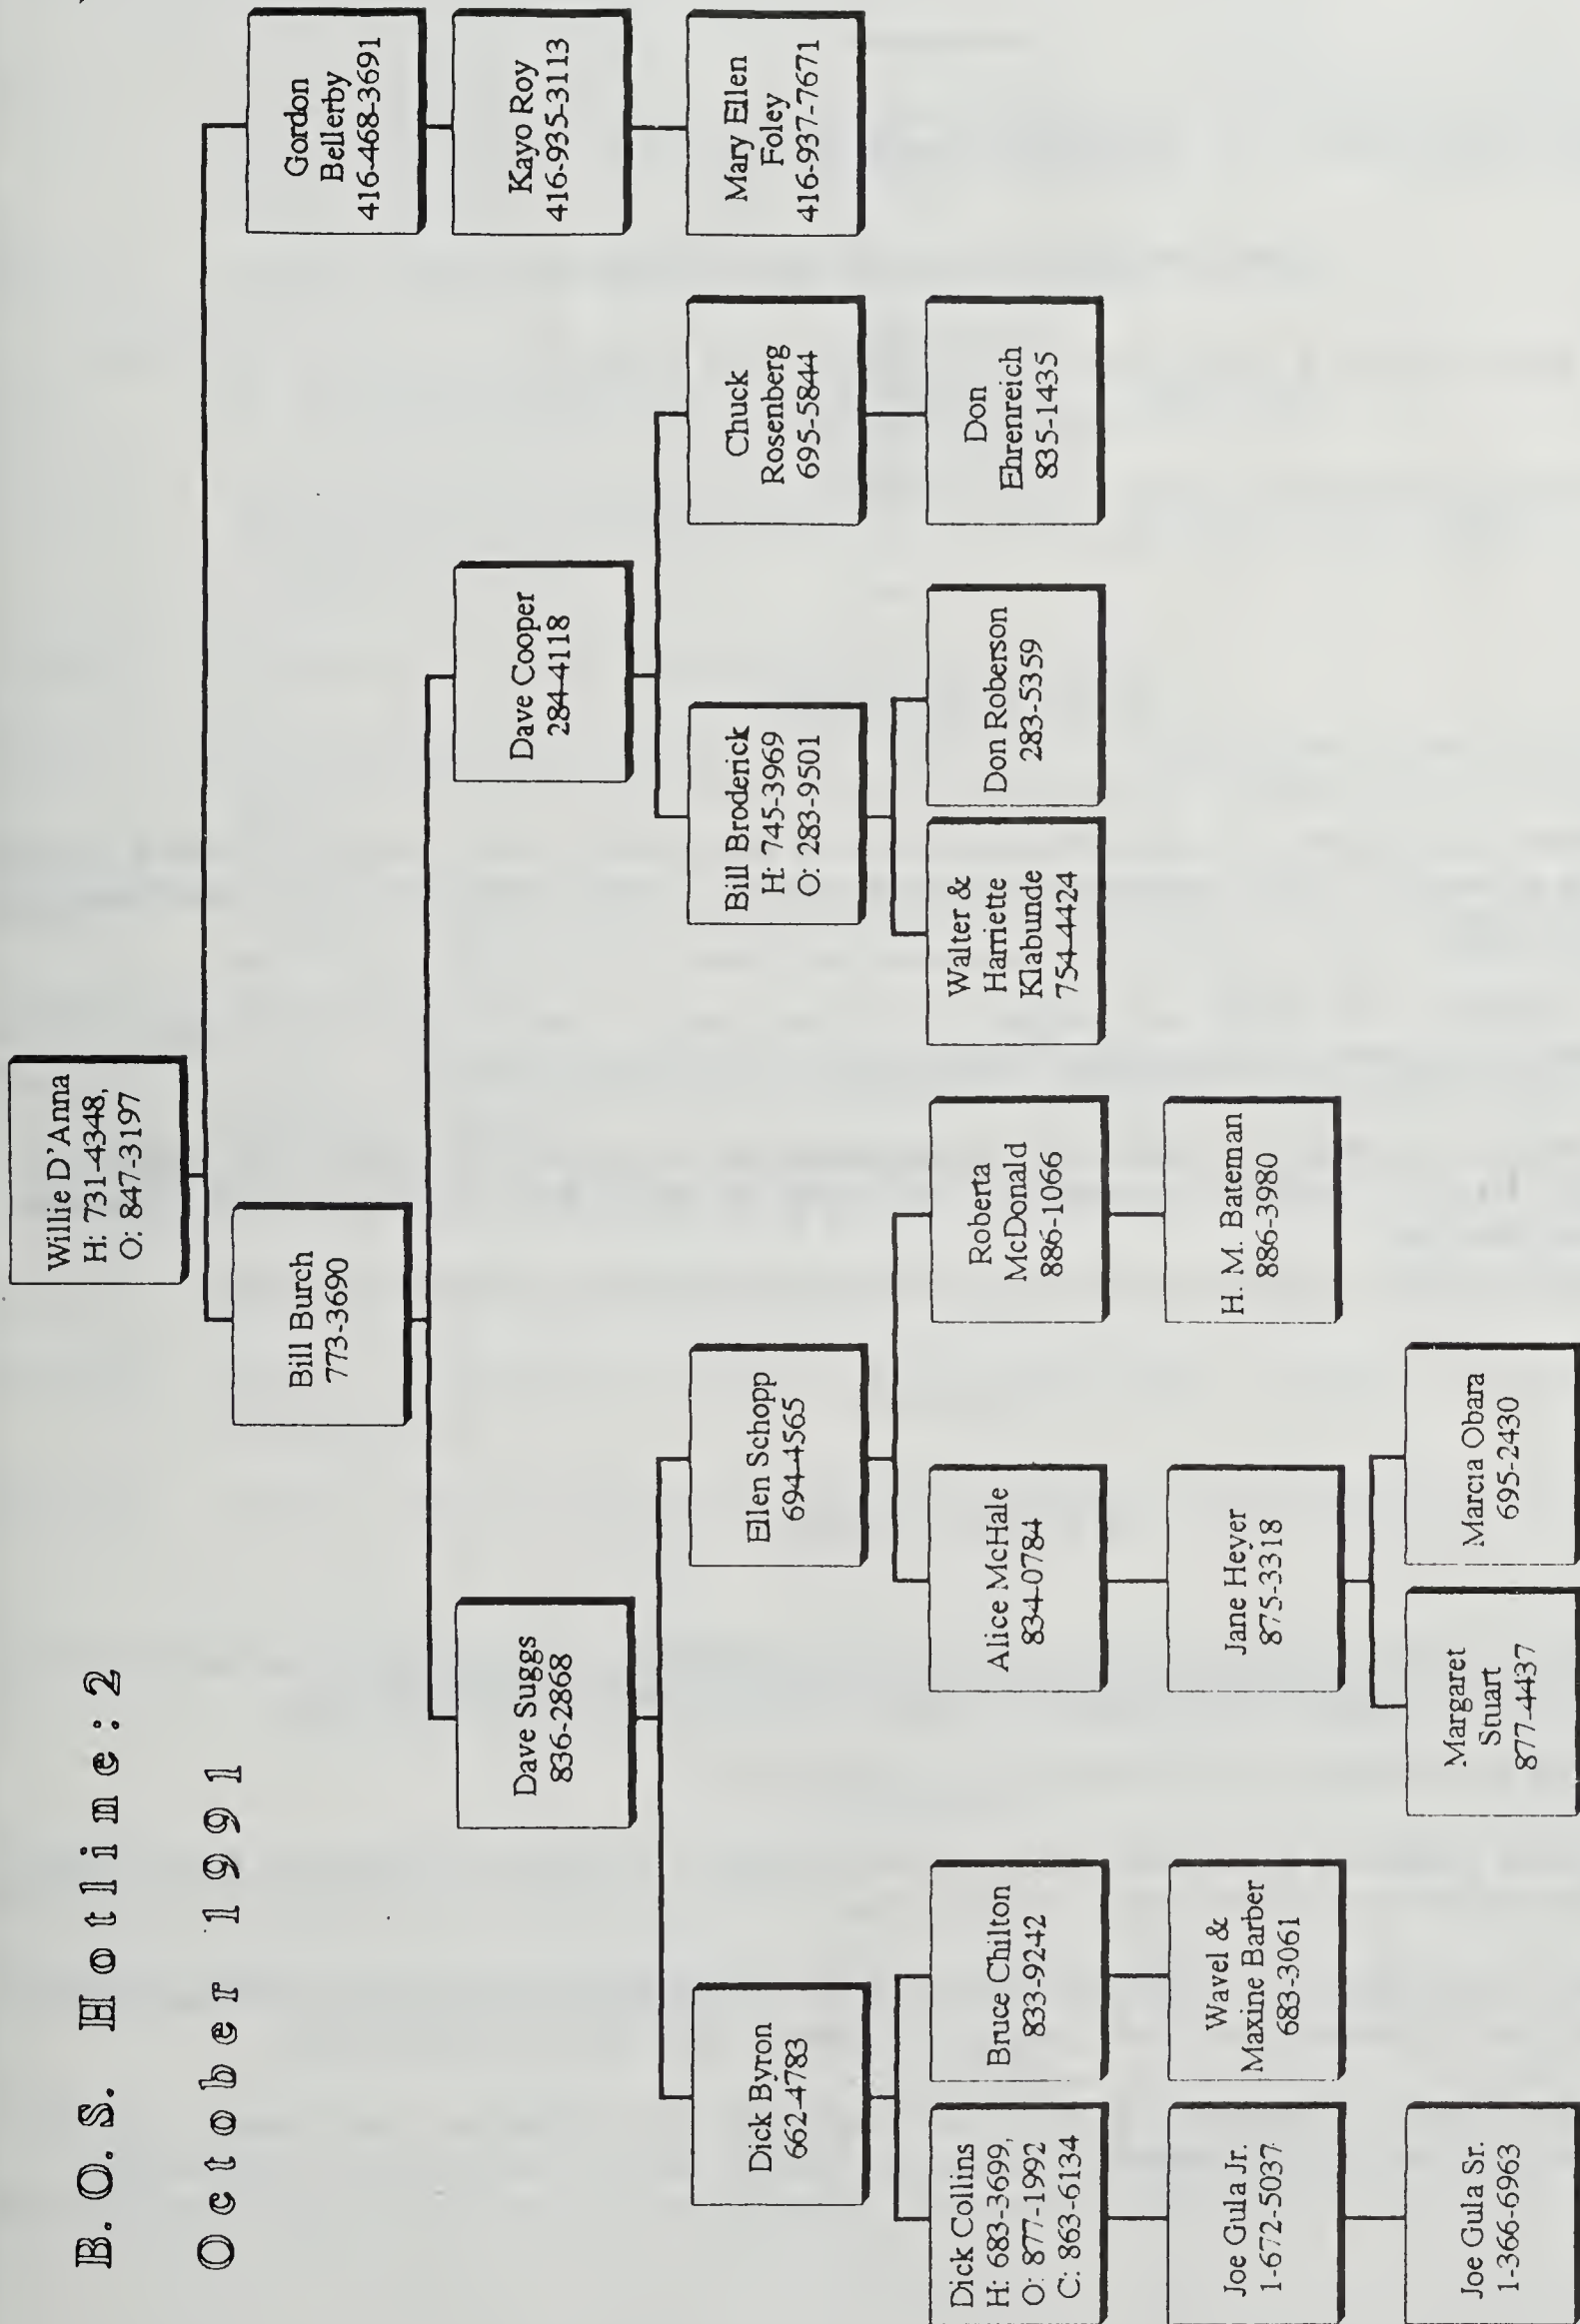 B. O. S. Hotline: 2
October 1991
Willie D'Anna
H: 731-4348,
O: 847-3197
Bill Burch
773-3690
Gordon
Bellerby
416-468-3691
Dave Suggs
836-2868
Dave Cooper
284-4118
Kayo Roy
416-935-3113
Dick Byron
662-4783
Ellen Schopp
694-4565
Bill Broderick
H: 745-3969
O: 283-9501
Chuck
Rosenberg
695-5844
Mary Ellen
Foley
416-937-7671
Dick Collins
H: 683-3699,
O: 877-1992
C: 863-6134
Bruce Chilton
833-9242
Alice McHale
834-0784
Roberta
McDonald
886-1066
Walter &
Harriette
Klabunde
754-4424
Don Roberson
283-5359
Don
Ehrenreich
835-1435
Joe Gula Jr.
1-672-5037
Wavel &
Maxine Barber
683-3061
Jane Heyer
875-3318
H. M. Bateman
886-3980
Joe Gula Sr.
1-366-6963
Margaret
Stuart
877-4437
Marcia Obara
695-2430